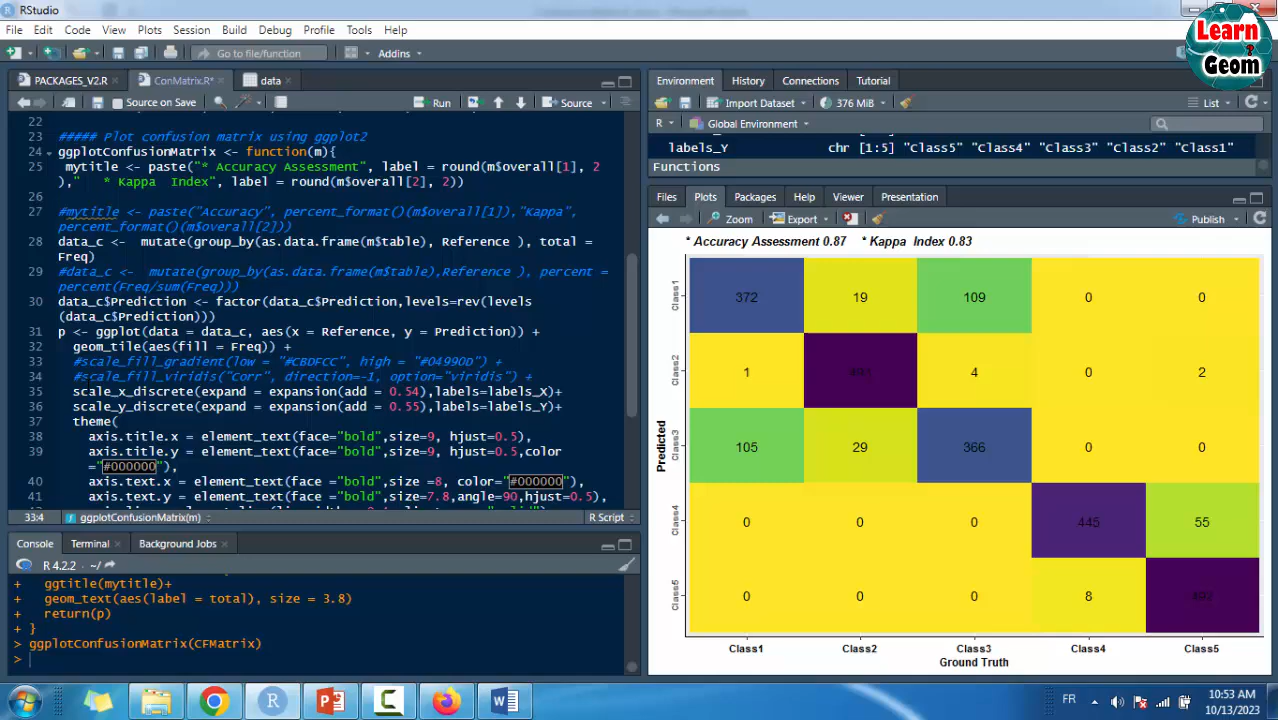 RStudio
File Edit Code View Plots Session Build Debug Profile Tools Help
Go to file/function Addins
Learn
Geom
PACKAGES_V2.R ConMatrix.R* data
Source on Save Run Source
22
23 ##### Plot confusion matrix using ggplot2
24 ggplotConfusionMatrix <- function(m){
25 mytitle <- paste("* Accuracy Assessment", label = round(m$overall[1], 2
),"   * Kappa  Index", label = round(m$overall[2], 2))
26
27 #mytitle <- paste("Accuracy", percent_format()(m$overall[1]),"Kappa",
percent_format()(m$overall[2]))
28 data_c <-  mutate(group_by(as.data.frame(m$table), Reference ), total =
Freq)
29 #data_c <-  mutate(group_by(as.data.frame(m$table),Reference ), percent =
percent(Freq/sum(Freq)))
30 data_c$Prediction <- factor(data_c$Prediction,levels=rev(levels
(data_c$Prediction)))
31 p <- ggplot(data = data_c, aes(x = Reference, y = Prediction)) +
32 geom_tile(aes(fill = Freq)) +
33 #scale_fill_gradient(low = "#CBDFCC", high = "#04990D") +
34 #scale_fill_viridis("Corr", direction=-1, option="viridis") +
35 scale_x_discrete(expand = expansion(add = 0.54),labels=labels_X)+
36 scale_y_discrete(expand = expansion(add = 0.55),labels=labels_Y)+
37 theme(
38 axis.title.x = element_text(face="bold",size=9, hjust=0.5),
39 axis.title.y = element_text(face="bold",size=9, hjust=0.5,color
="#000000"),
40 axis.text.x = element_text(face ="bold",size =8, color="#000000"),
41 axis.text.y = element_text(face ="bold",size=7.8,angle=90,hjust=0.5),
33:4 ggplotConfusionMatrix(m) R Script
Console Terminal Background Jobs
R 4.2.2 · ~/
+ ggtitle(mytitle)+
+ geom_text(aes(label = total), size = 3.8)
+ return(p)
+ }
> ggplotConfusionMatrix(CFMatrix)
>
Environment History Connections Tutorial
Import Dataset 376 MiB List
R Global Environment
labels_Y chr [1:5] "Class5" "Class4" "Class3" "Class2" "Class1"
Functions
Files Plots Packages Help Viewer Presentation
Zoom Export Publish
* Accuracy Assessment 0.87 * Kappa Index 0.83
Class1 372 19 109 0 0
Class2 1 4 0 2
Predicted
Class3 105 29 366 0 0
Class4 0 0 0 445 55
Class5 0 0 0 8 492
Class1 Class2 Class3 Class4 Class5
Ground Truth
FR 10:53 AM
10/13/2023